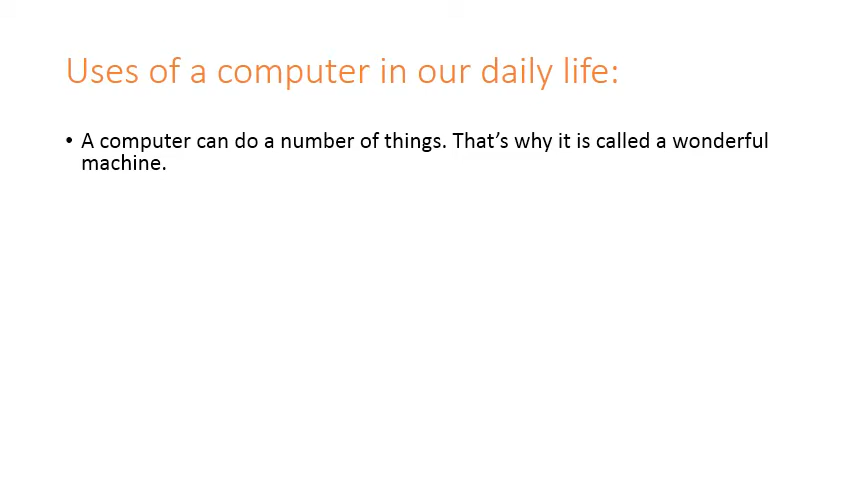 Uses of a computer in our daily life:
• A computer can do a number of things. That’s why it is called a wonderful
machine.